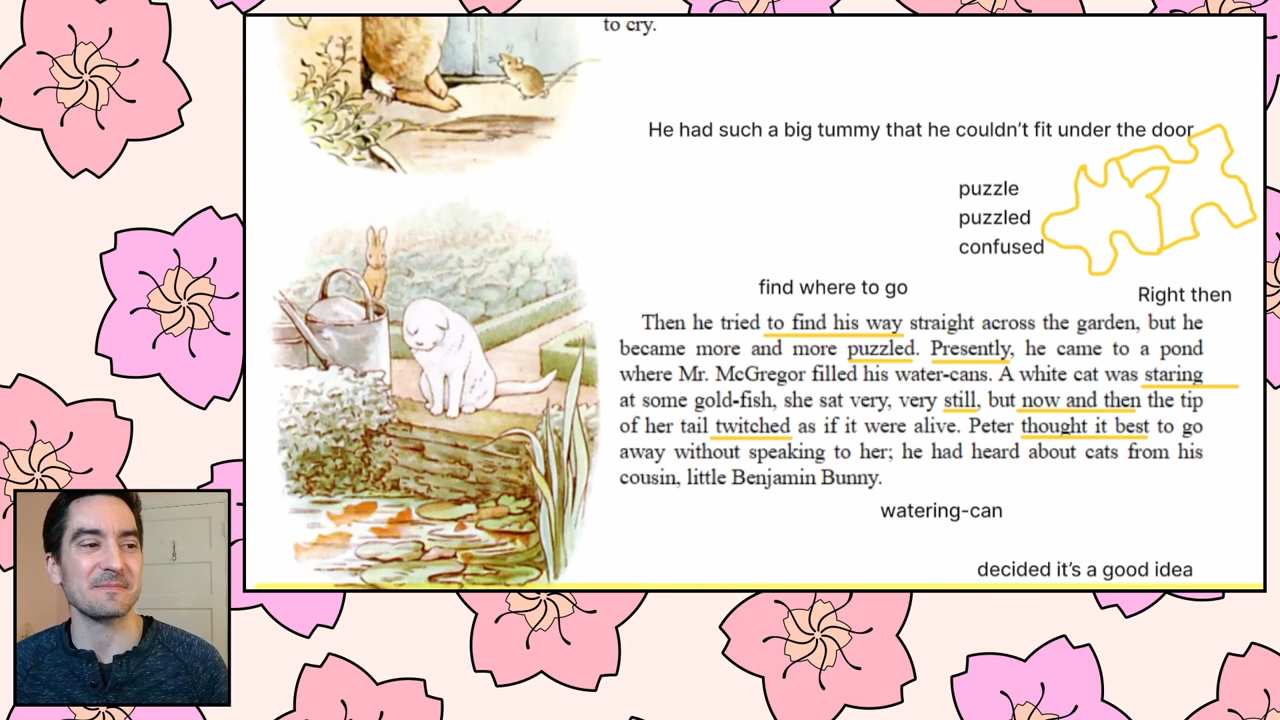 to cry.
He had such a big tummy that he couldn't fit under the door
puzzle
puzzled
confused
find where to go
Right then
Then he tried to find his way straight across the garden, but he
became more and more puzzled. Presently, he came to a pond
where Mr. McGregor filled his water-cans. A white cat was staring
at some gold-fish, she sat very, very still, but now and then the tip
of her tail twitched as if it were alive. Peter thought it best to go
away without speaking to her; he had heard about cats from his
cousin, little Benjamin Bunny.
watering-can
decided it's a good idea